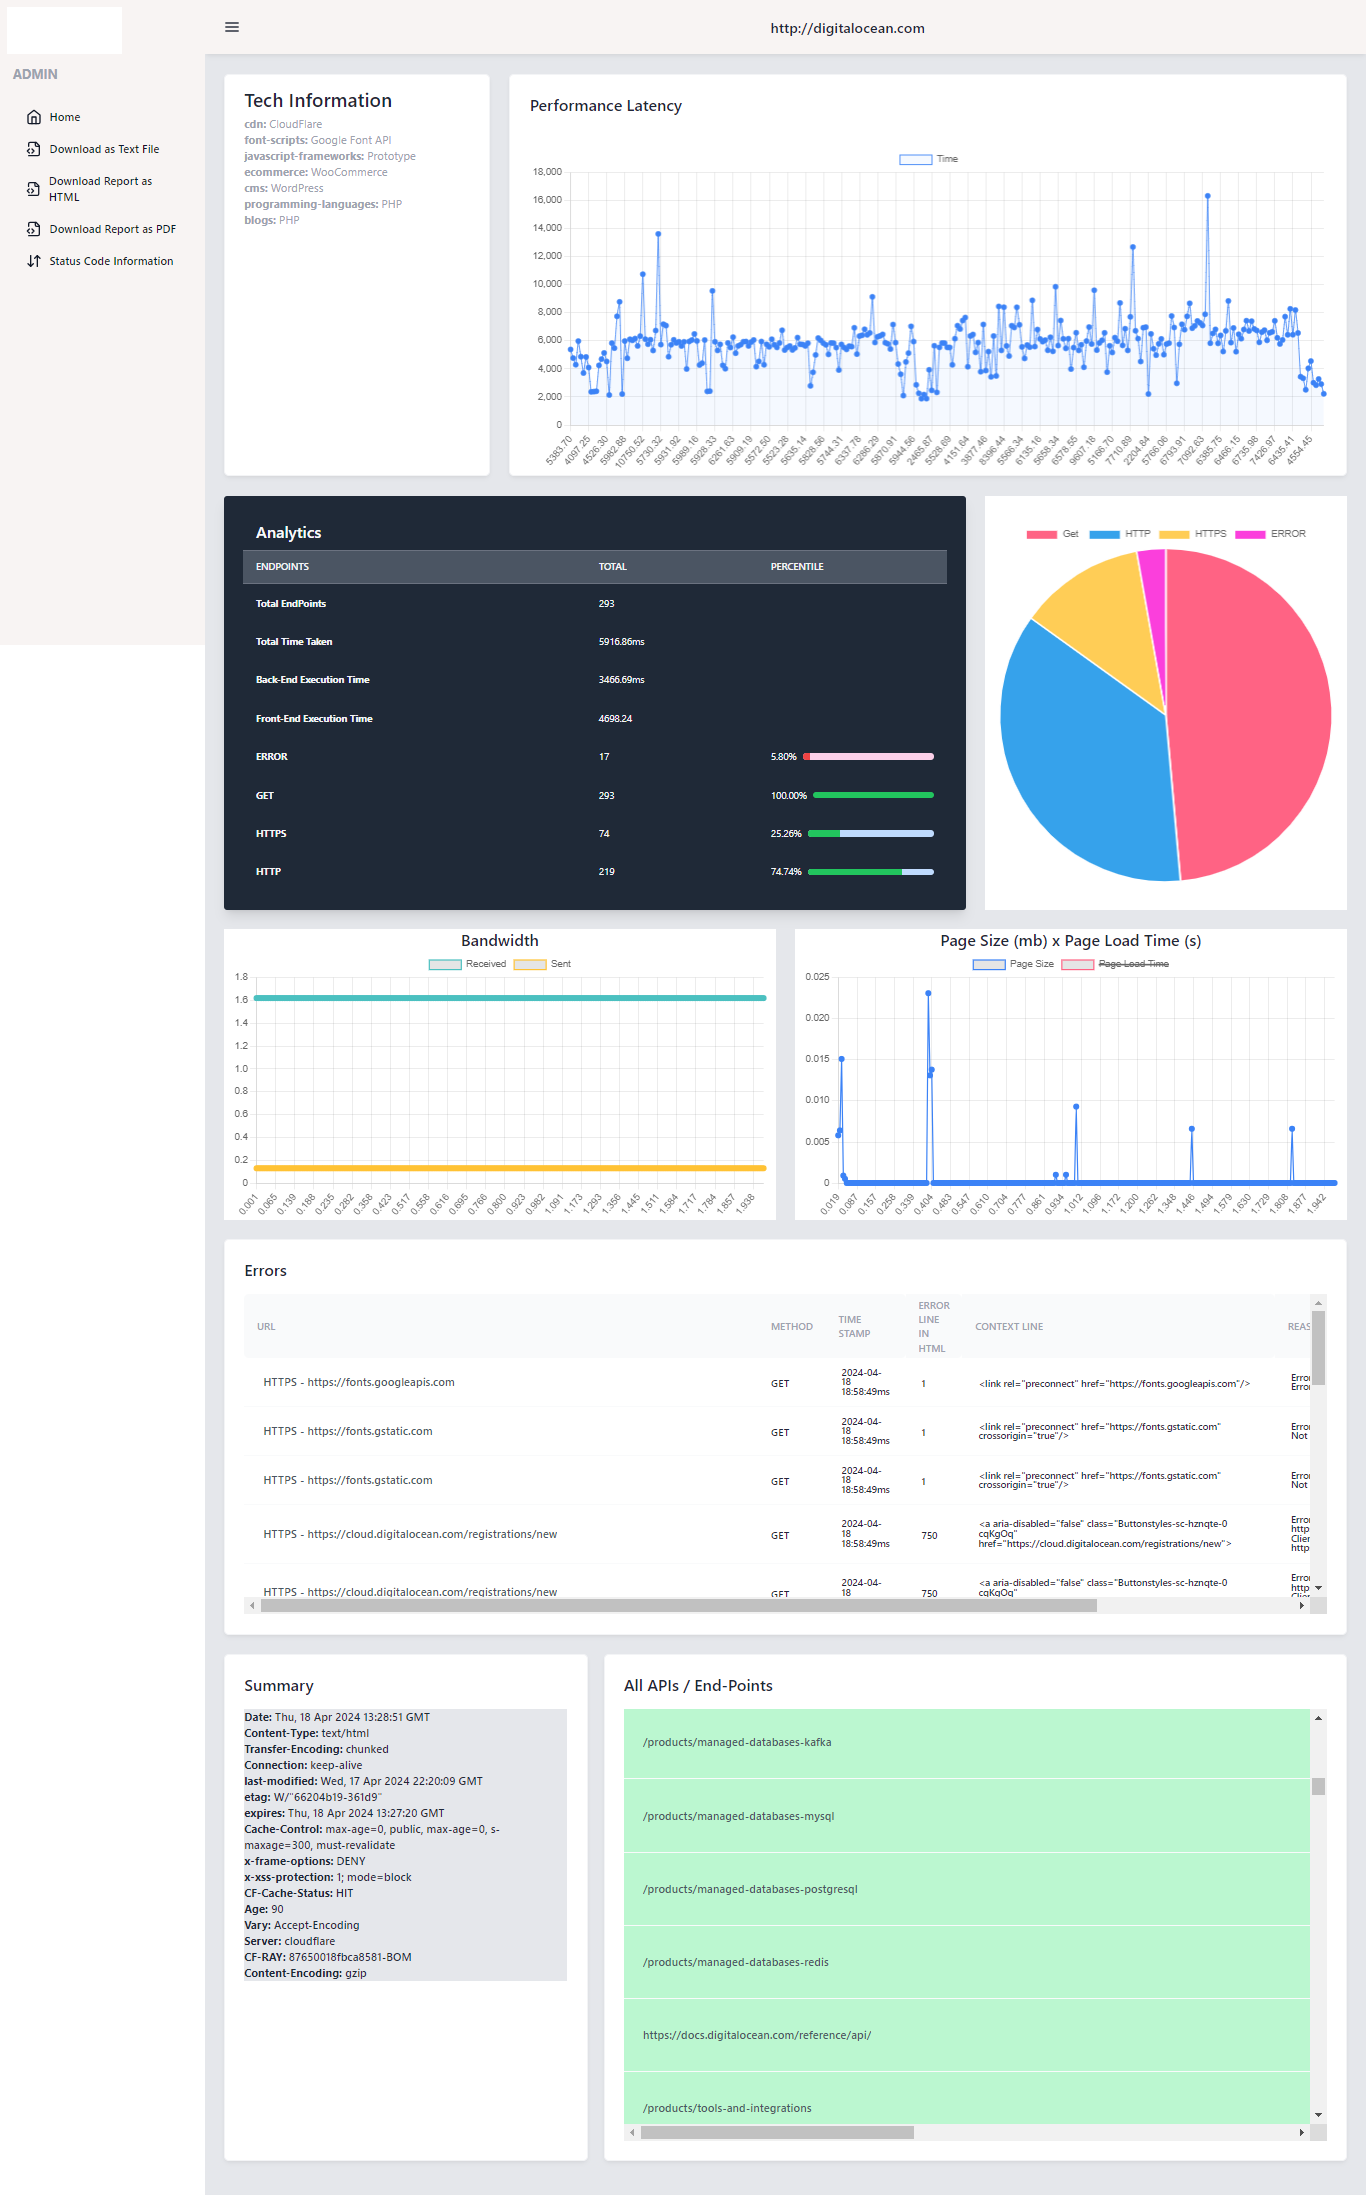 http://digitalocean.com
ADMIN
Home
Download as Text File
Download Report as
HTML
Download Report as PDF
Status Code Information
Tech Information
cdn: CloudFlare
font-scripts: Google Font API
javascript-frameworks: Prototype
ecommerce: WooCommerce
cms: WordPress
programming-languages: PHP
blogs: PHP
Performance Latency
Time
18,000
16,000
14,000
12,000
10,000
8,000
6,000
4,000
2,000
0
5383.70 4097.25 4526.30 5982.88 10750.52 5730.32 5931.92 5989.16 5928.33 6261.63 5909.19 5572.50 5523.28 5635.14 5828.56 5744.31 6337.78 6286.29 5870.91 5944.56 2465.87 5528.69 4151.64 3877.46 8396.44 5566.34 6135.16 5658.34 6578.55 9607.18 5166.70 7710.89 2204.84 5766.06 6793.91 7092.63 6385.75 6466.15 6735.98 7426.97 6435.41 4554.45
Analytics
ENDPOINTS TOTAL PERCENTILE
Total EndPoints 293
Total Time Taken 5916.86ms
Back-End Execution Time 3466.69ms
Front-End Execution Time 4698.24
ERROR 17 5.80%
GET 293 100.00%
HTTPS 74 25.26%
HTTP 219 74.74%
Get HTTP HTTPS ERROR
Bandwidth
Received Sent
1.8
1.6
1.4
1.2
1.0
0.8
0.6
0.4
0.2
0
0.001 0.065 0.139 0.188 0.235 0.282 0.358 0.423 0.517 0.558 0.616 0.695 0.766 0.800 0.923 0.982 1.091 1.173 1.293 1.356 1.445 1.511 1.584 1.717 1.784 1.857 1.938
Page Size (mb) x Page Load Time (s)
Page Size Page Load Time
0.025
0.020
0.015
0.010
0.005
0
0.019 0.087 0.157 0.258 0.339 0.404 0.483 0.547 0.610 0.704 0.777 0.861 0.934 1.012 1.096 1.172 1.200 1.262 1.348 1.446 1.494 1.579 1.630 1.729 1.808 1.877 1.942
Errors
URL METHOD TIME STAMP ERROR LINE IN HTML CONTEXT LINE REAS
HTTPS - https://fonts.googleapis.com GET 2024-04-18 18:58:49ms 1 <link rel="preconnect" href="https://fonts.googleapis.com"/> Erro Erro
HTTPS - https://fonts.gstatic.com GET 2024-04-18 18:58:49ms 1 <link rel="preconnect" href="https://fonts.gstatic.com" crossorigin="true"/> Erro Not
HTTPS - https://fonts.gstatic.com GET 2024-04-18 18:58:49ms 1 <link rel="preconnect" href="https://fonts.gstatic.com" crossorigin="true"/> Erro Not
HTTPS - https://cloud.digitalocean.com/registrations/new GET 2024-04-18 18:58:49ms 750 <a aria-disabled="false" class="Buttonstyles-sc-hznqte-0 cqKgOq" href="https://cloud.digitalocean.com/registrations/new"> Erro http Clie http
HTTPS - https://cloud.digitalocean.com/registrations/new GET 2024-04-18 750 <a aria-disabled="false" class="Buttonstyles-sc-hznqte-0 cqKgOq" Erro http Clie
Summary
Date: Thu, 18 Apr 2024 13:28:51 GMT
Content-Type: text/html
Transfer-Encoding: chunked
Connection: keep-alive
last-modified: Wed, 17 Apr 2024 22:20:09 GMT
etag: W/"66204b19-361d9"
expires: Thu, 18 Apr 2024 13:27:20 GMT
Cache-Control: max-age=0, public, max-age=0, s-
maxage=300, must-revalidate
x-frame-options: DENY
x-xss-protection: 1; mode=block
CF-Cache-Status: HIT
Age: 90
Vary: Accept-Encoding
Server: cloudflare
CF-RAY: 87650018fbca8581-BOM
Content-Encoding: gzip
All APIs / End-Points
/products/managed-databases-kafka
/products/managed-databases-mysql
/products/managed-databases-postgresql
/products/managed-databases-redis
https://docs.digitalocean.com/reference/api/
/products/tools-and-integrations